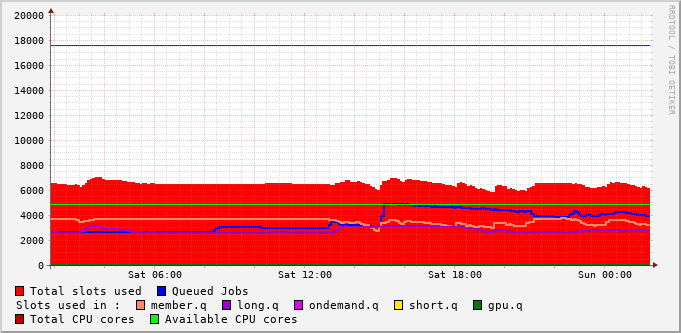 20000
18000
16000
14000
12000
10000
8000
6000
4000
2000
0
Sat 06:00 Sat 12:00 Sat 18:00 Sun 00:00
RRDTOOL / TOBI OETIKER
Total slots used Queued Jobs
Slots used in : member.q long.q ondemand.q short.q gpu.q
Total CPU cores Available CPU cores